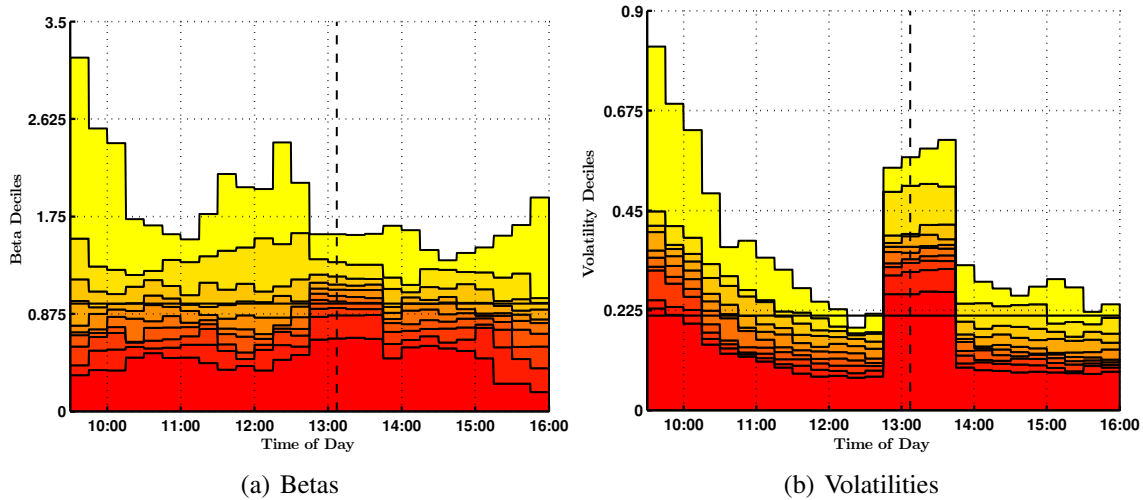 3.5
2.625
1.75
0.875
0
Beta Deciles
10:00 11:00 12:00 13:00 14:00 15:00 16:00
Time of Day
(a) Betas
0.9
0.675
0.45
0.225
0
Volatility Deciles
10:00 11:00 12:00 13:00 14:00 15:00 16:00
Time of Day
(b) Volatilities